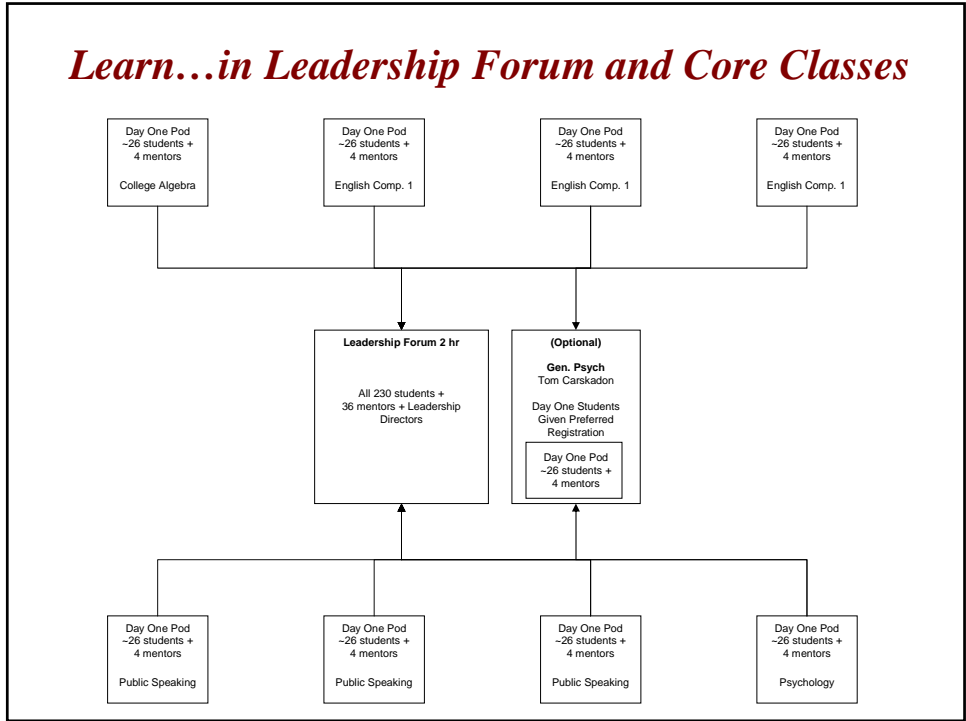 Learn…in Leadership Forum and Core Classes
Day One Pod
~26 students +
4 mentors
College Algebra
Day One Pod
~26 students +
4 mentors
English Comp. 1
Day One Pod
~26 students +
4 mentors
English Comp. 1
Day One Pod
~26 students +
4 mentors
English Comp. 1
Leadership Forum 2 hr
All 230 students +
36 mentors + Leadership
Directors
(Optional)
Gen. Psych
Tom Carskadon
Day One Students
Given Preferred
Registration
Day One Pod
~26 students +
4 mentors
Day One Pod
~26 students +
4 mentors
Public Speaking
Day One Pod
~26 students +
4 mentors
Public Speaking
Day One Pod
~26 students +
4 mentors
Public Speaking
Day One Pod
~26 students +
4 mentors
Psychology